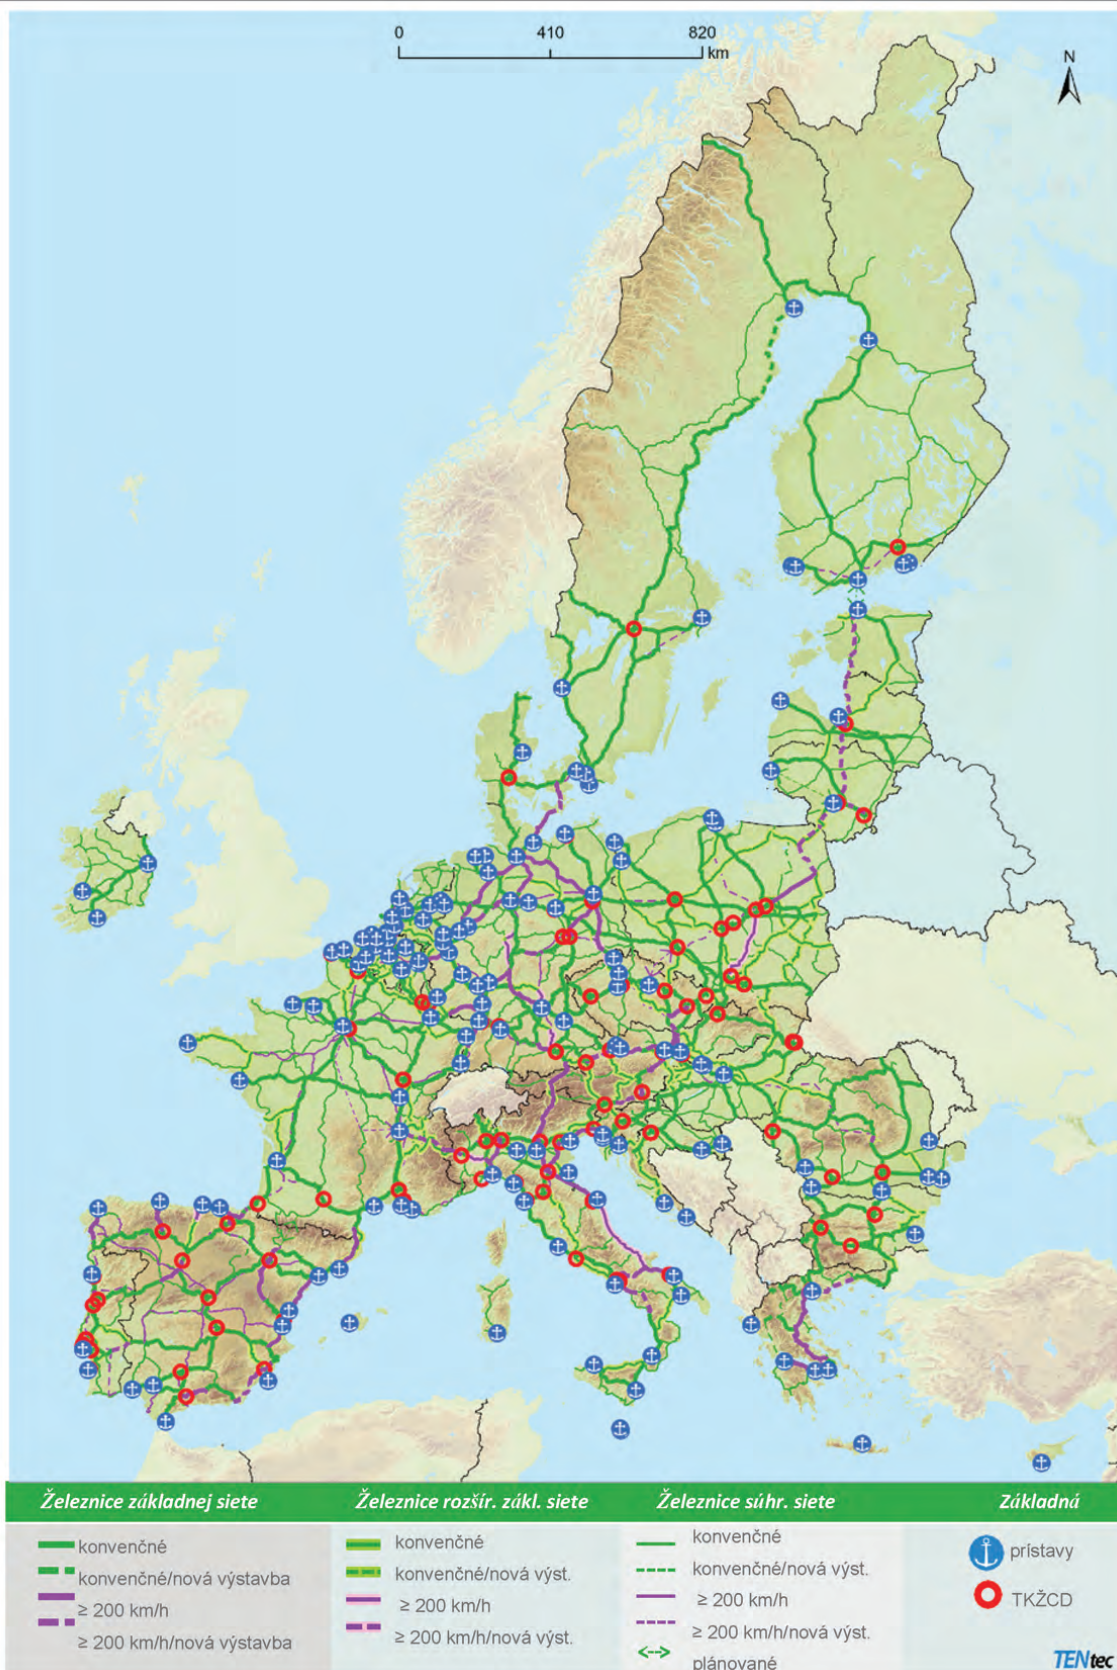 0 410 820
km
N
Železnice základnej siete
konvenčné
konvenčné/nová výstavba
≥ 200 km/h
≥ 200 km/h/nová výstavba
Železnice rozšír. zákl. siete
konvenčné
konvenčné/nová výst.
≥ 200 km/h
≥ 200 km/h/nová výst.
Železnice súhr. siete
konvenčné
konvenčné/nová výst.
≥ 200 km/h
≥ 200 km/h/nová výst.
plánované
Základná
prístavy
TKŽCD
TENtec